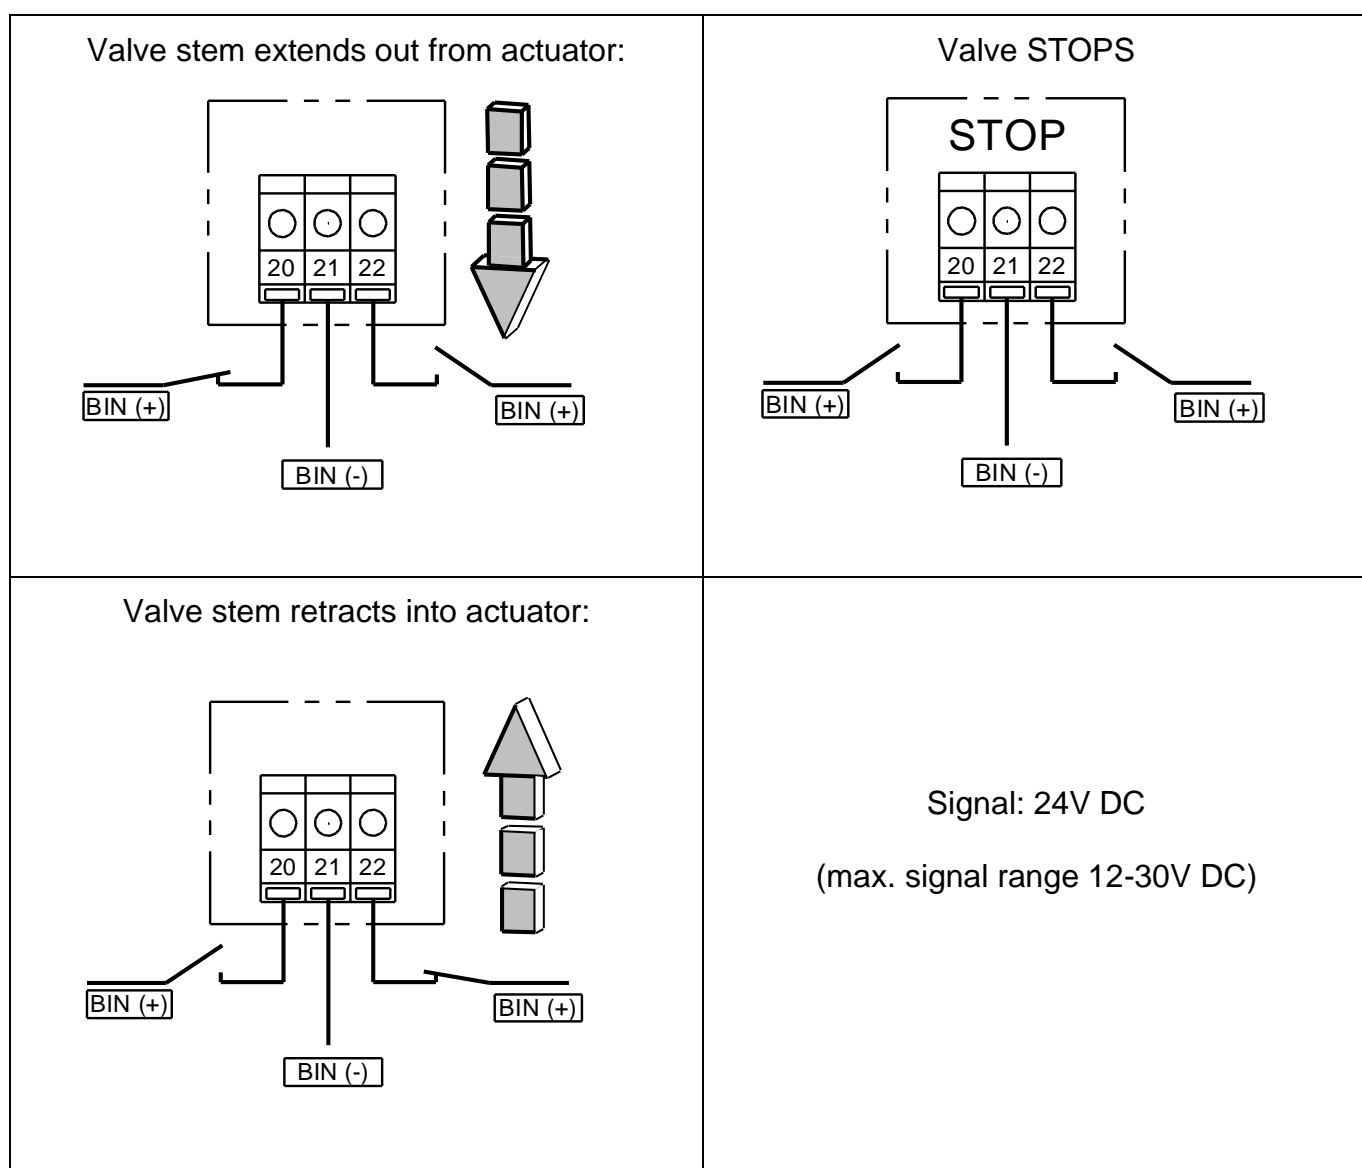 Valve stem extends out from actuator:
20 21 22
BIN (+)
BIN (+)
BIN (-)
Valve STOPS
STOP
20 21 22
BIN (+)
BIN (+)
BIN (-)
Valve stem retracts into actuator:
20 21 22
BIN (+)
BIN (+)
BIN (-)
Signal: 24V DC
(max. signal range 12-30V DC)